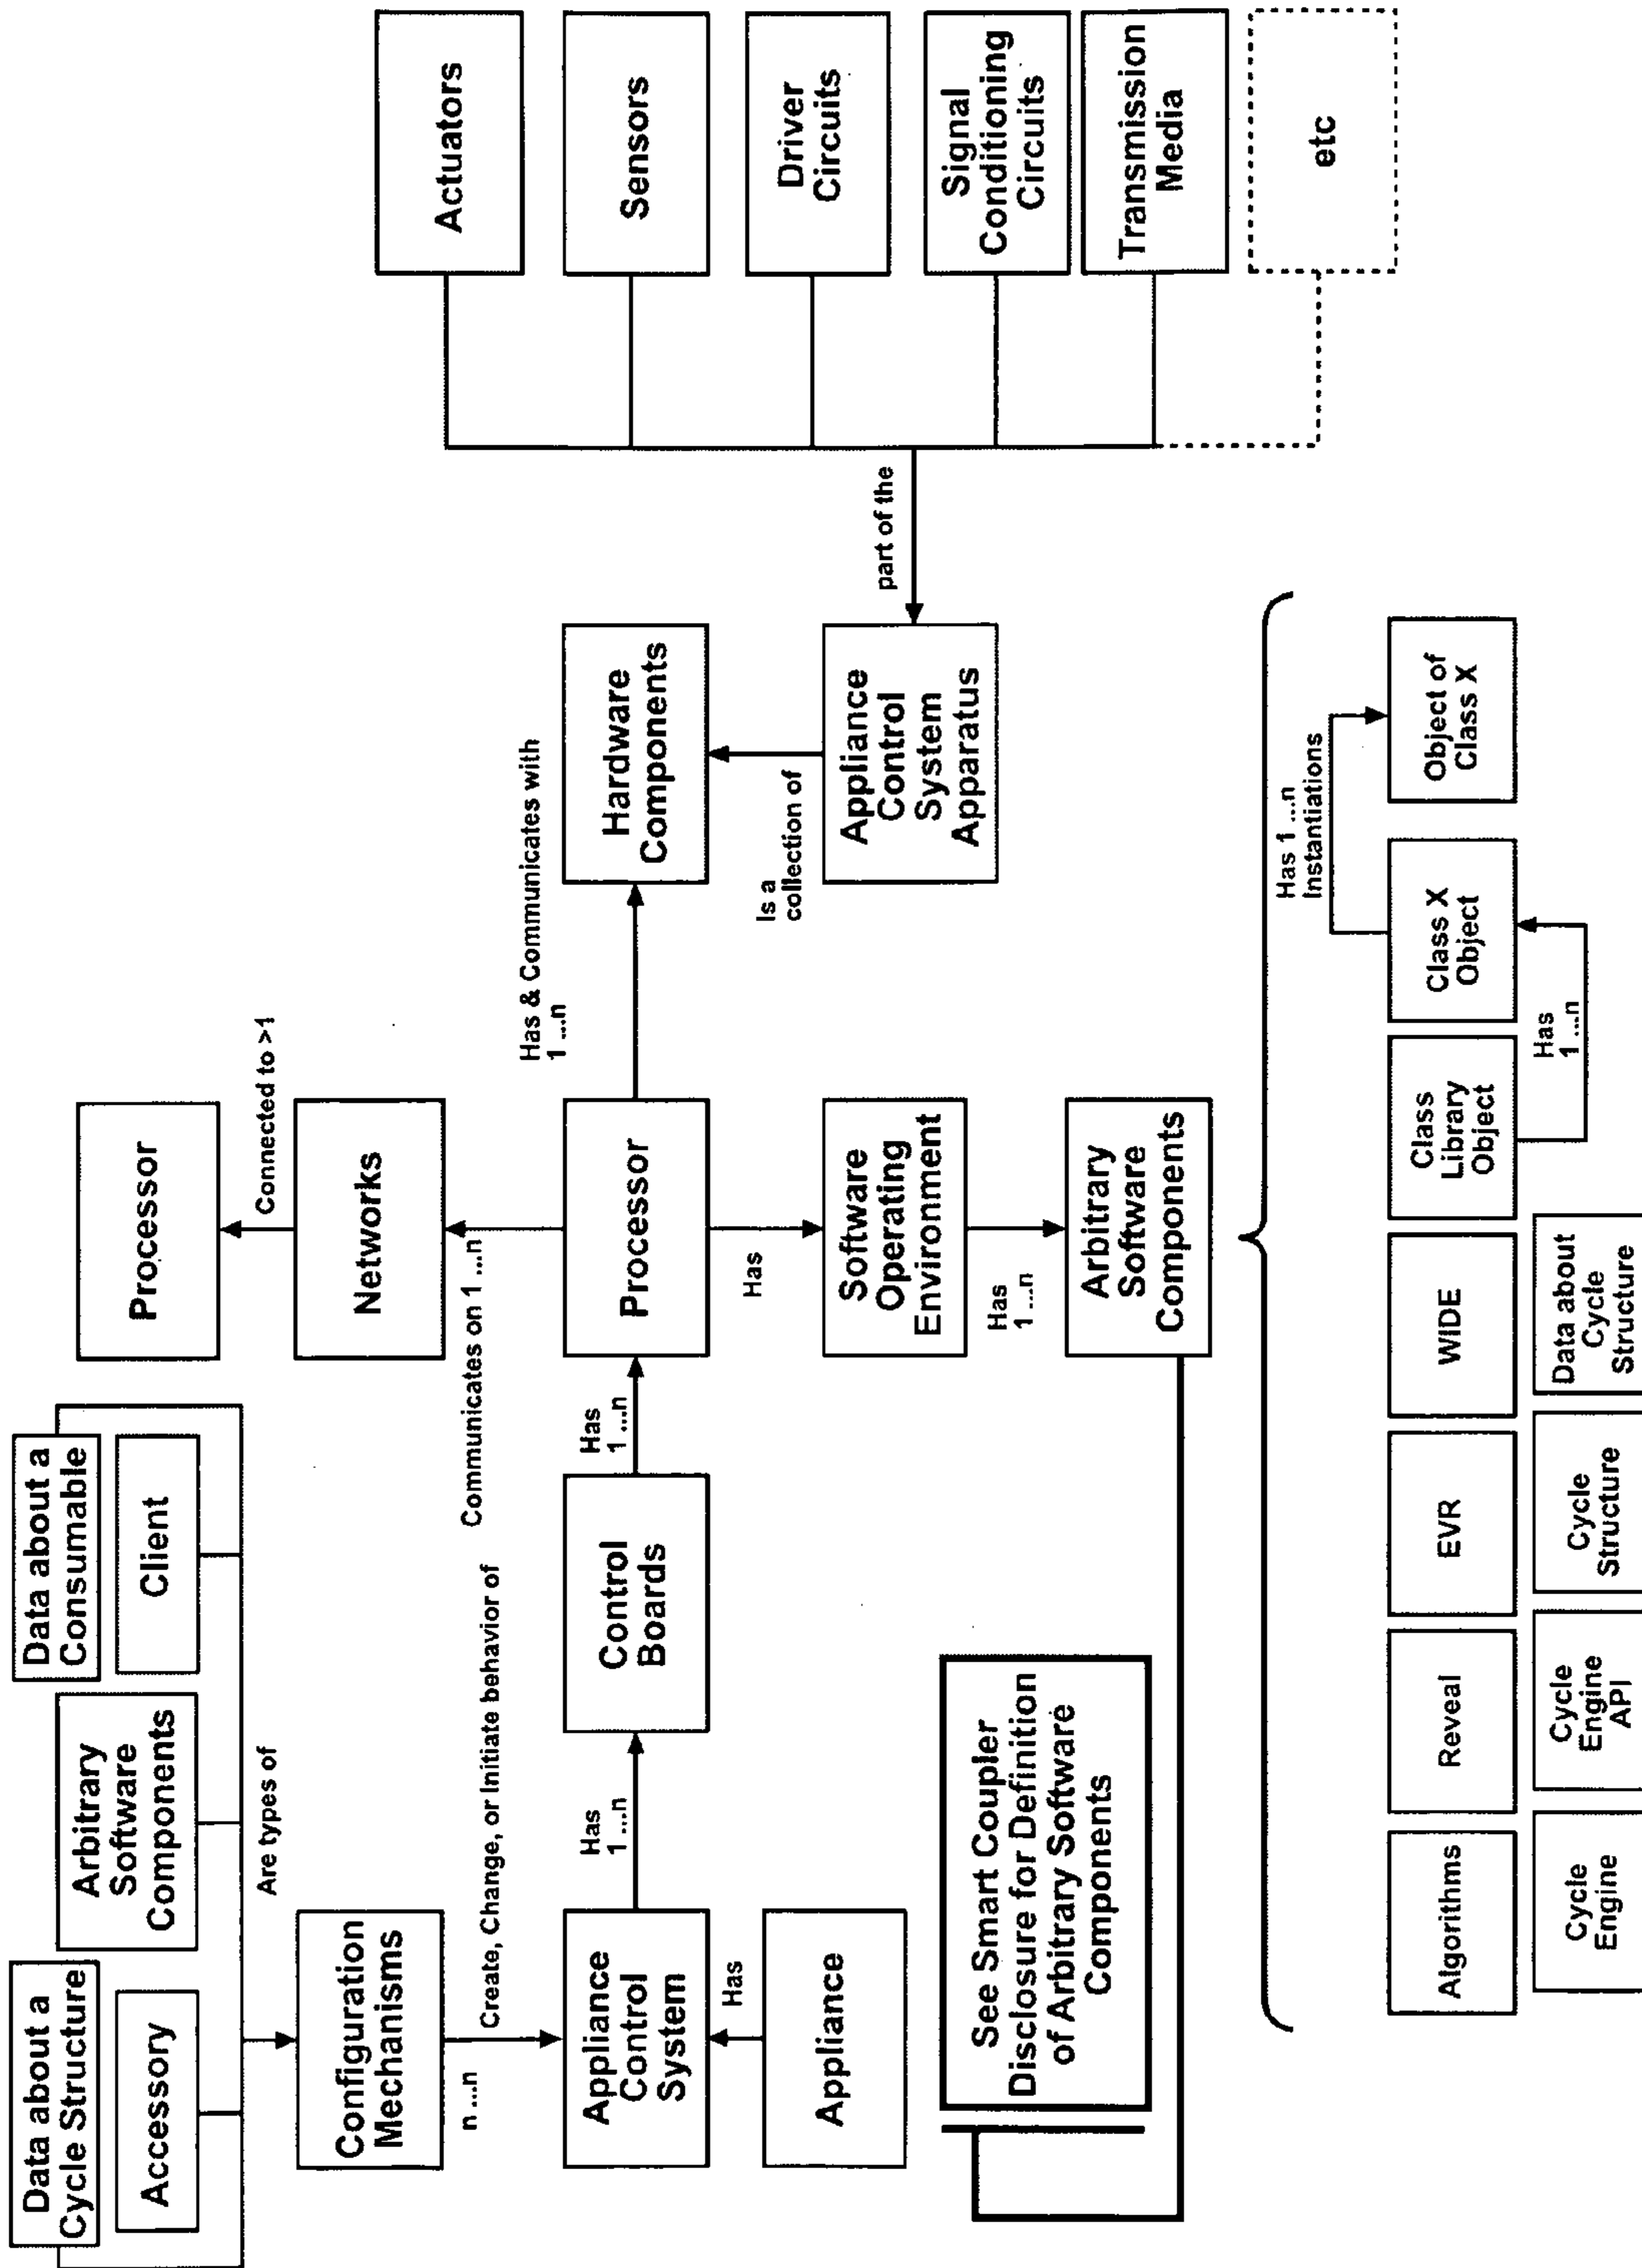 Data about a
Cycle Structure
Accessory
Arbitrary
Software
Components
Data about a
Consumable
Client
Are types of
Configuration
Mechanisms
n ...n
Create, Change, or Initiate behavior of
Appliance
Control
System
Has
Appliance
Has
1 ...n
Control
Boards
Has
1 ...n
Processor
Communicates on 1 ...n
Networks
Connected to >1
Processor
Has & Communicates with
1 ...n
Hardware
Components
Is a
collection of
Appliance
Control
System
Apparatus
part of the
Actuators
Sensors
Driver
Circuits
Signal
Conditioning
Circuits
Transmission
Media
etc
Has
Software
Operating
Environment
Has
1 ...n
Arbitrary
Software
Components
See Smart Coupler
Disclosure for Definition
of Arbitrary Software
Components
Algorithms
Reveal
EVR
WIDE
Class
Library
Object
Class X
Object
Object of
Class X
Has 1 ...n
Instantiations
Has
1 ...n
Cycle
Engine
Cycle
Engine
API
Cycle
Structure
Data about
Cycle
Structure